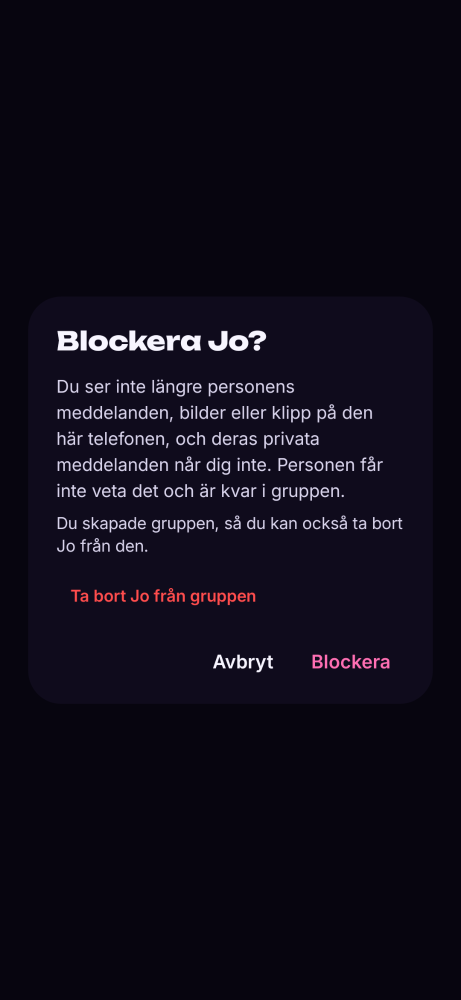 Blockera Jo?
Du ser inte längre personens
meddelanden, bilder eller klipp på den
här telefonen, och deras privata
meddelanden når dig inte. Personen får
inte veta det och är kvar i gruppen.
Du skapade gruppen, så du kan också ta bort
Jo från den.
Ta bort Jo från gruppen
Avbryt
Blockera